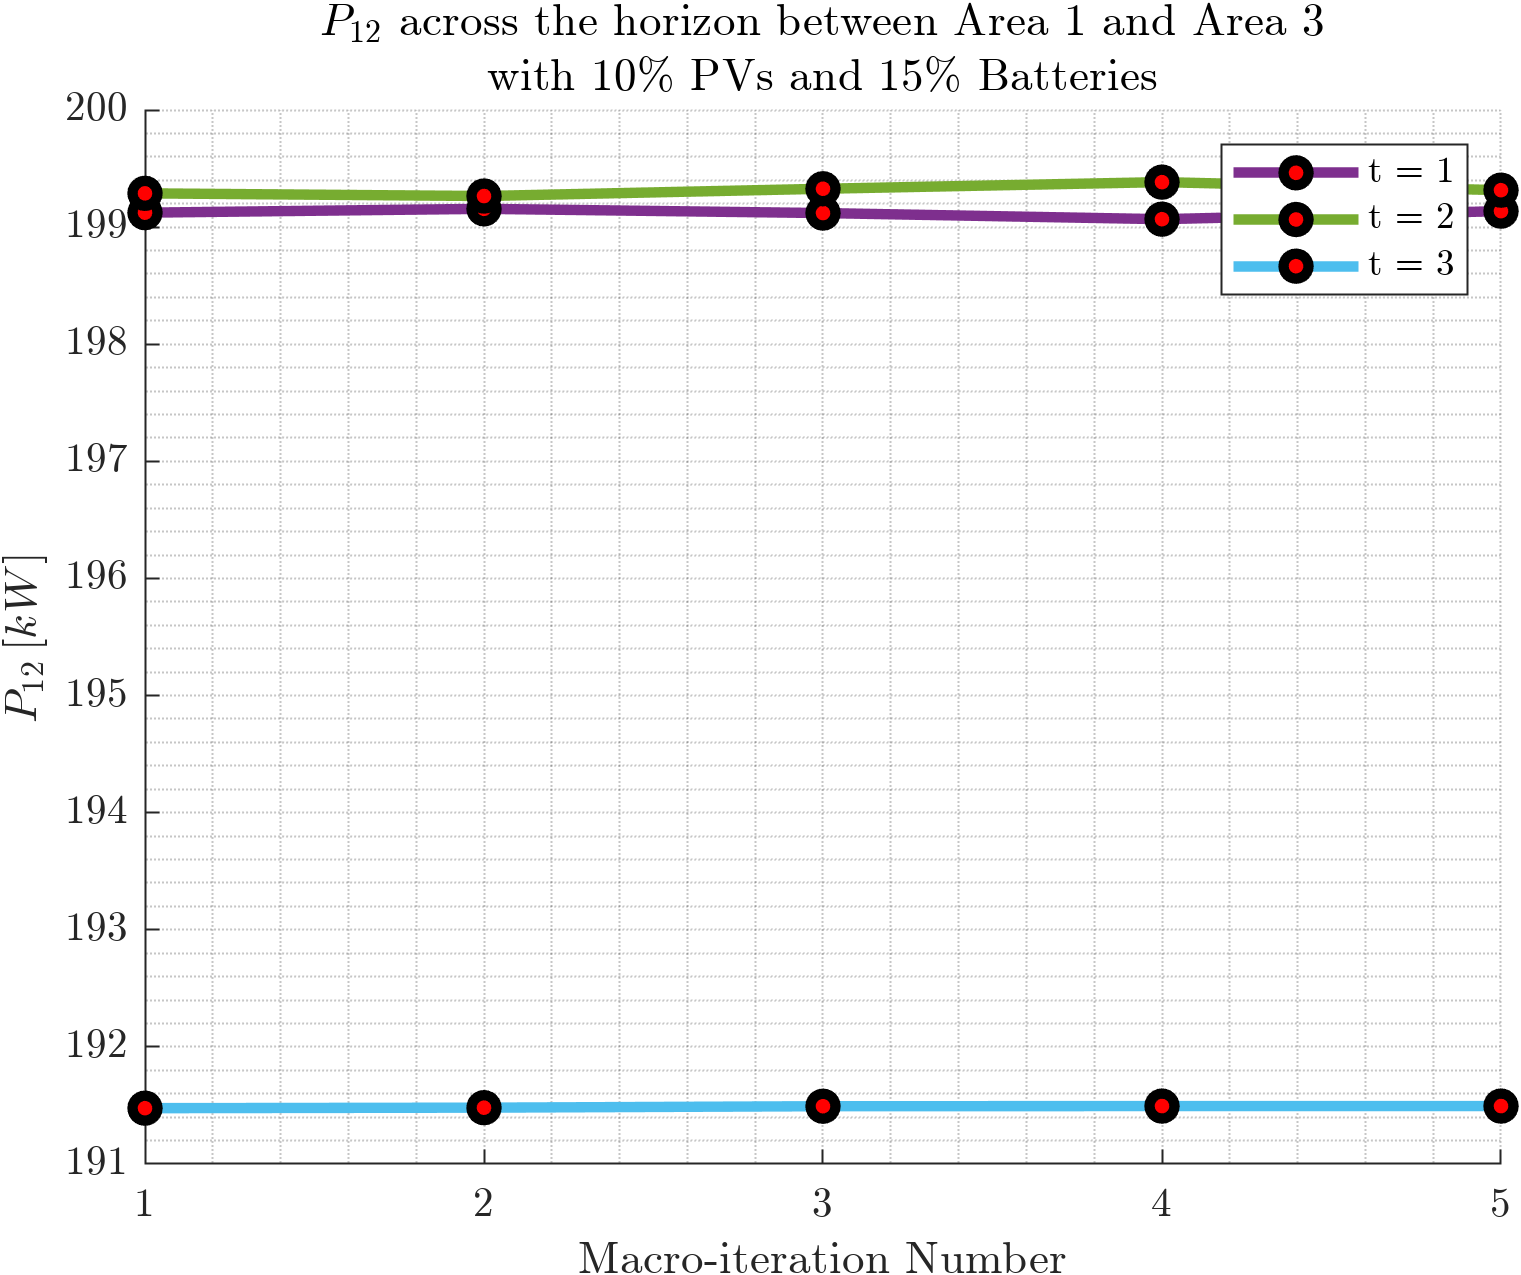 P12 across the horizon between Area 1 and Area 3
with 10% PVs and 15% Batteries
200
199
198
197
196
195
194
193
192
191
P12 [kW]
t = 1
t = 2
t = 3
1 2 3 4 5
Macro-iteration Number